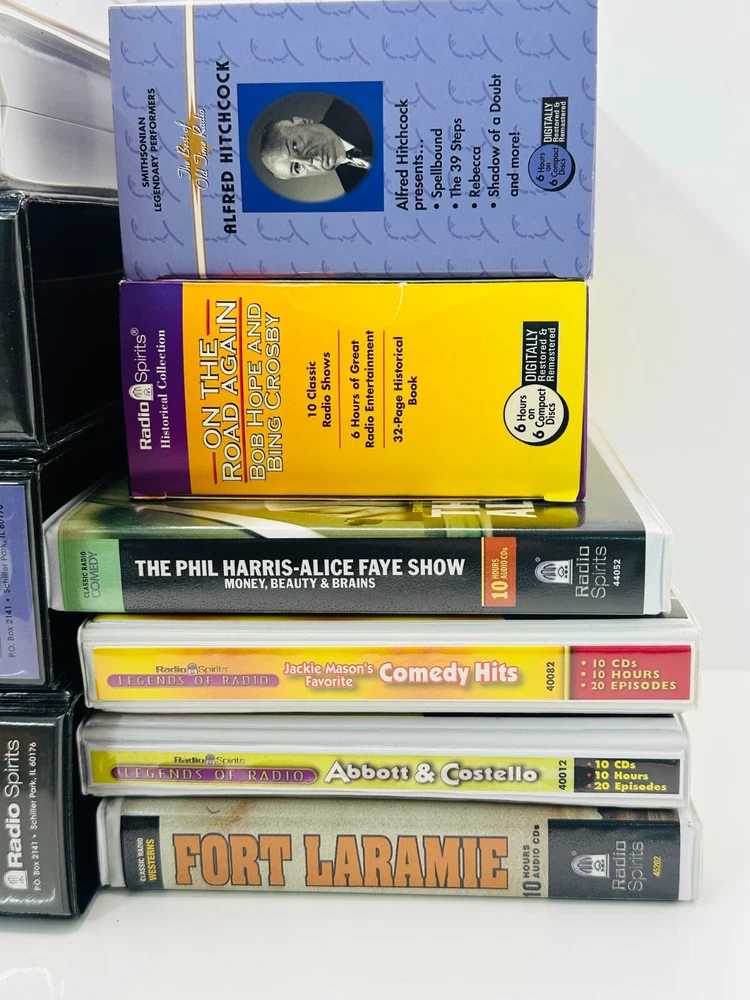 SMITHSONIAN
LEGENDARY PERFORMERS
The Best of
Old Time Radio
ALFRED HITCHCOCK
Alfred Hitchcock
presents...
• Spellbound
• The 39 Steps
• Rebecca
• Shadow of a Doubt
and more!
6 Hours
on
6 Compact
Discs
DIGITALLY
Restored &
Remastered
Radio Spirits®
Historical Collection
ON THE
ROAD AGAIN
BOB HOPE AND
BING CROSBY
10 Classic
Radio Shows
6 Hours of Great
Radio Entertainment
32-Page Historical
Book
6 Hours
on
6 Compact
Discs
DIGITALLY
Restored &
Remastered
CLASSIC RADIO
COMEDY
THE PHIL HARRIS-ALICE FAYE SHOW
MONEY, BEAUTY & BRAINS
10 HOURS
AUDIO CDs
Radio
Spirits
44052
Radio Spirits
LEGENDS OF RADIO
Jackie Mason's
Favorite
Comedy Hits
40082
• 10 CDs
• 10 HOURS
• 20 EPISODES
Radio Spirits
LEGENDS OF RADIO
Abbott & Costello
40012
• 10 CDs
• 10 Hours
• 20 Episodes
CLASSIC RADIO
WESTERNS
FORT LARAMIE
10 HOURS
AUDIO CDs
Radio
Spirits
45202
P.O. Box 2141 • Schiller Park, IL 60176
Radio Spirits
P.O. Box 2141 • Schiller Park, IL 60176